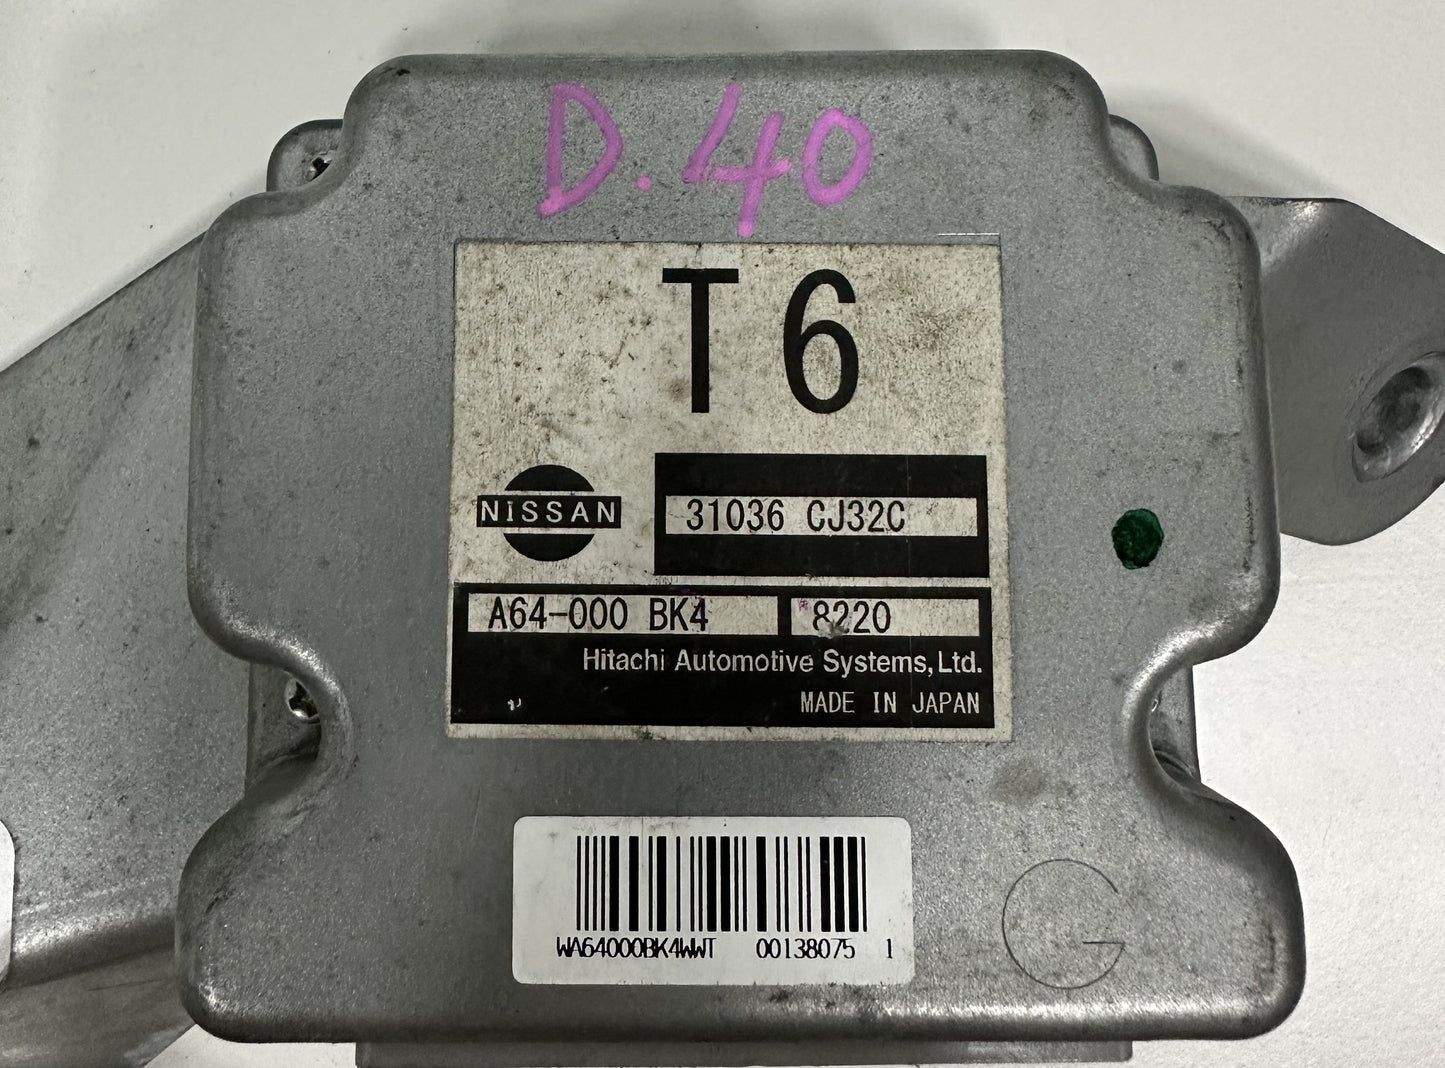 D.40
T6
NISSAN
31036 CJ32C
A64-000 BK4 8220
Hitachi Automotive Systems, Ltd.
MADE IN JAPAN
WA64000BK4WWT 00138075 1
G